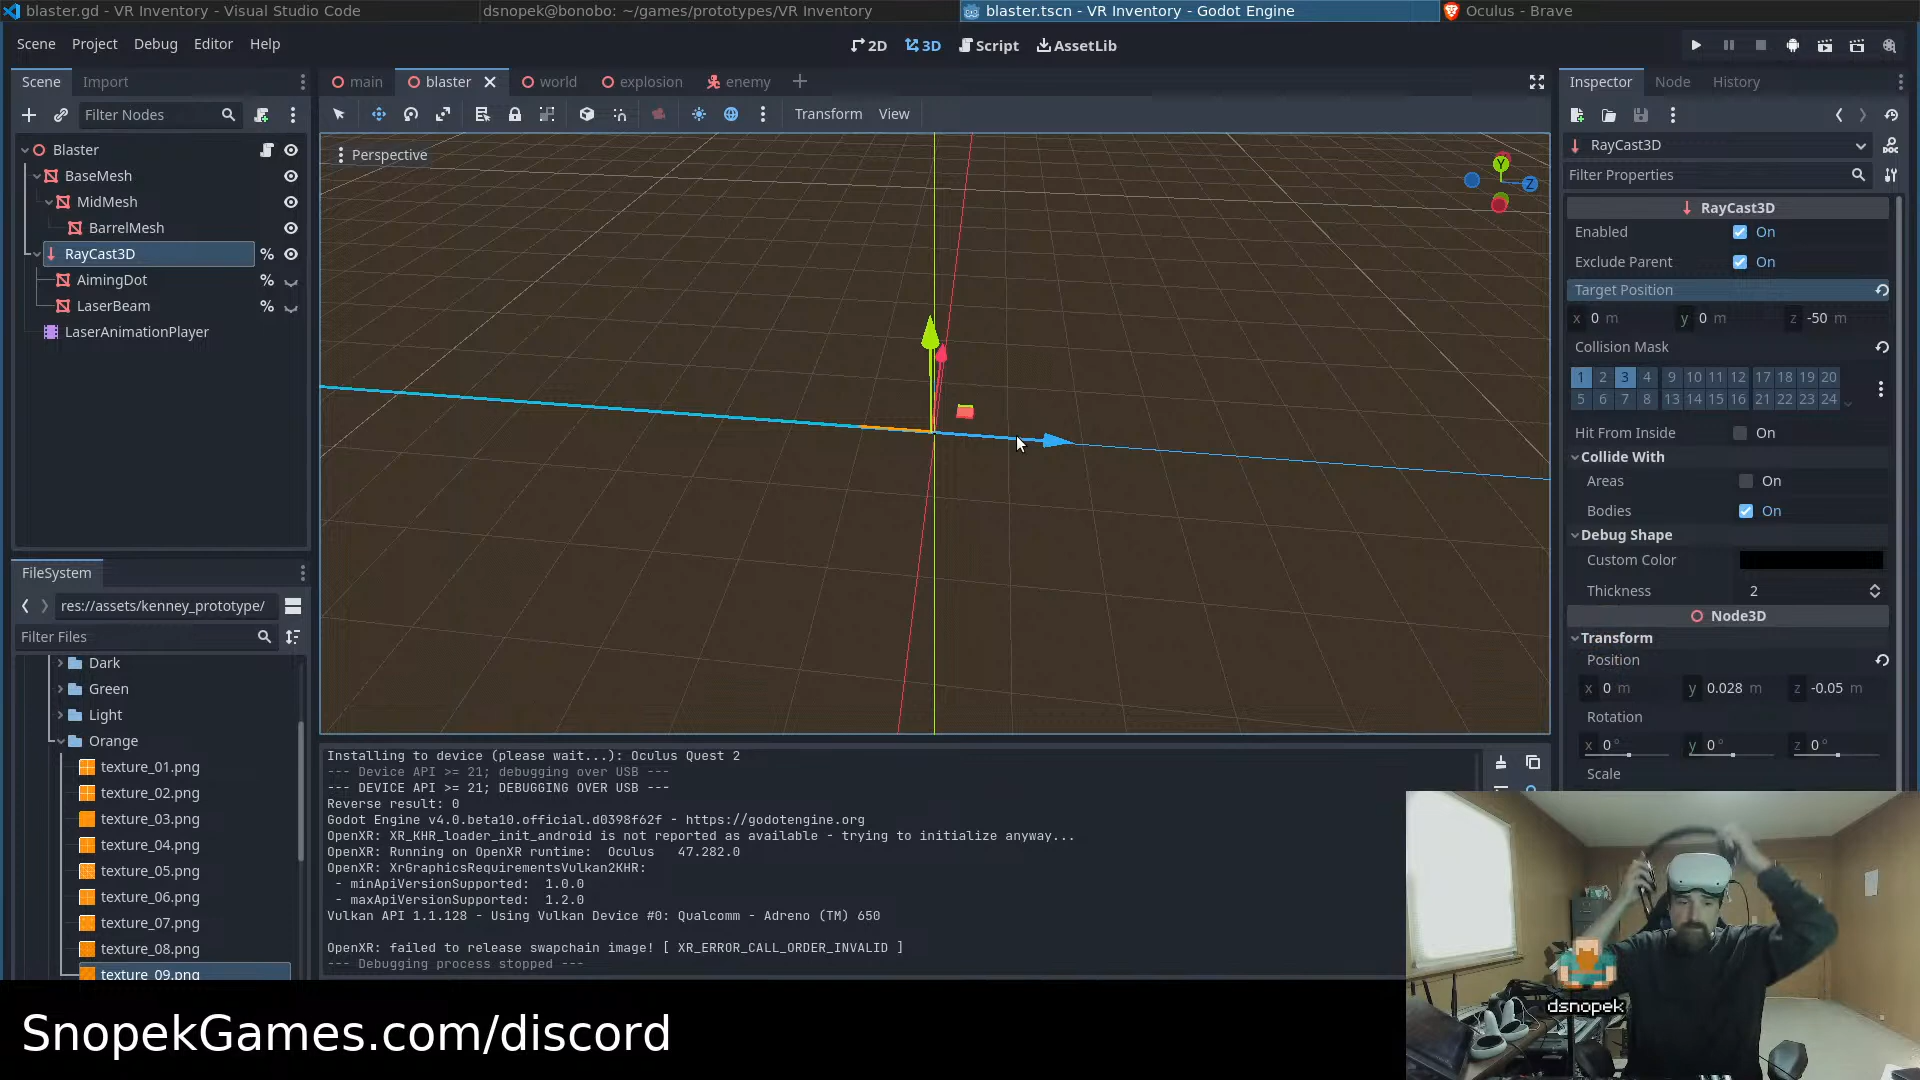 blaster.gd - VR Inventory - Visual Studio Code
dsnopek@bonobo: ~/games/prototypes/VR Inventory
blaster.tscn - VR Inventory - Godot Engine
Oculus - Brave
Scene Project Debug Editor Help
2D 3D Script AssetLib
Scene Import
main blaster world explosion enemy
Inspector Node History
Filter Nodes
Transform View
Blaster
BaseMesh
MidMesh
BarrelMesh
RayCast3D
AimingDot
LaserBeam
LaserAnimationPlayer
Perspective
Y
Z
RayCast3D
Filter Properties
RayCast3D
Enabled On
Exclude Parent On
Target Position
x 0 m y 0 m z -50 m
Collision Mask
1 2 3 4 9 10 11 12 17 18 19 20
5 6 7 8 13 14 15 16 21 22 23 24
Hit From Inside On
Collide With
Areas On
Bodies On
Debug Shape
Custom Color
Thickness 2
Node3D
Transform
Position
x 0 m y 0.028 m z -0.05 m
Rotation
x 0° y 0° z 0°
Scale
FileSystem
res://assets/kenney_prototype/
Filter Files
Dark
Green
Light
Orange
texture_01.png
texture_02.png
texture_03.png
texture_04.png
texture_05.png
texture_06.png
texture_07.png
texture_08.png
texture_09.png
Installing to device (please wait...): Oculus Quest 2
--- Device API >= 21; debugging over USB ---
--- DEVICE API >= 21; DEBUGGING OVER USB ---
Reverse result: 0
Godot Engine v4.0.beta10.official.d0398f62f - https://godotengine.org
OpenXR: XR_KHR_loader_init_android is not reported as available - trying to initialize anyway...
OpenXR: Running on OpenXR runtime:  Oculus   47.282.0
OpenXR: XrGraphicsRequirementsVulkan2KHR:
- minApiVersionSupported:  1.0.0
- maxApiVersionSupported:  1.2.0
Vulkan API 1.1.128 - Using Vulkan Device #0: Qualcomm - Adreno (TM) 650
OpenXR: failed to release swapchain image! [ XR_ERROR_CALL_ORDER_INVALID ]
--- Debugging process stopped ---
dsnopek
SnopekGames.com/discord